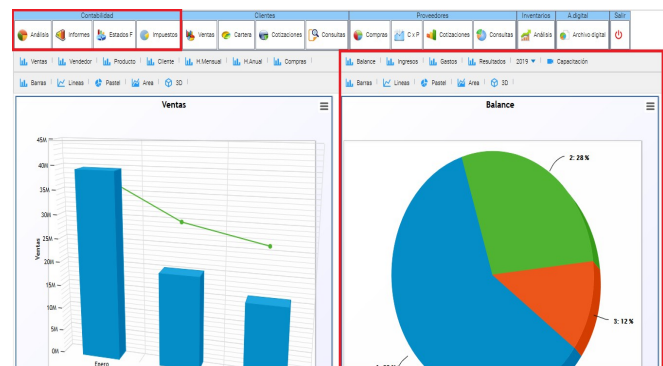 Contabilidad Clientes Proveedores Inventarios A.digital Salir
Análisis Informes Estados F Impuestos Ventas Cartera Cotizaciones Consultas Compras C x P Cotizaciones Consultas Análisis Archivo digital
Ventas Vendedor Producto Cliente H.Mensual H.Anual Compras
Balance Ingresos Gastos Resultados 2019 Capacitación
Barras Lineas Pastel Area 3D
Barras Lineas Pastel Area 3D
Ventas
45M
40M
35M
30M
25M
20M
15M
10M
5M
0M
Ventas
Enero
Balance
2: 28 %
3: 12 %